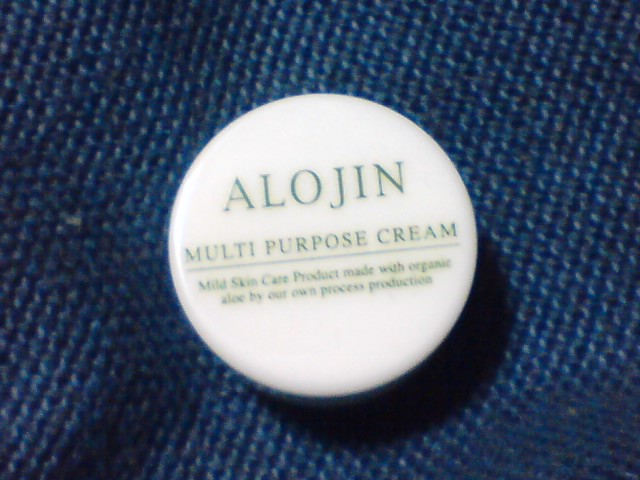 ALOJIN
MULTI PURPOSE CREAM
Mild Skin Care Product made with organic
aloe by our own process production